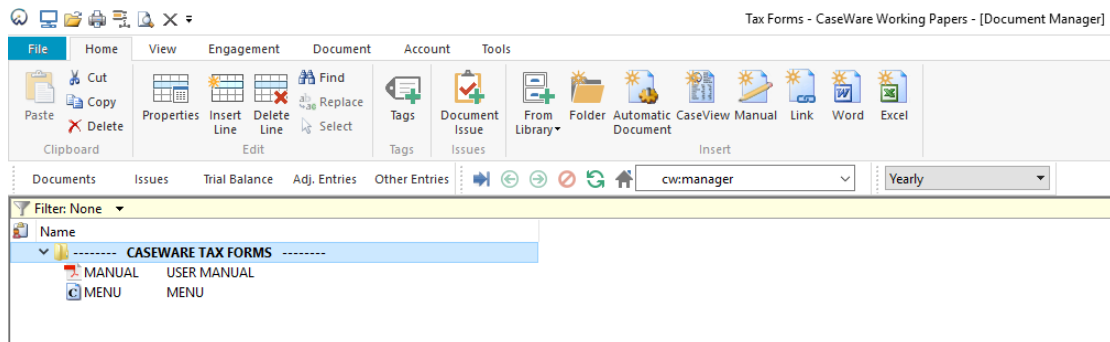 Tax Forms - CaseWare Working Papers - [Document Manager]
File Home View Engagement Document Account Tools
Paste
Cut
Copy
Delete
Clipboard
Properties
Insert Line
Delete Line
Find
Replace
Select
Edit
Tags
Tags
Document Issue
Issues
From Library
Folder
Automatic Document
CaseView
Manual
Link
Word
Excel
Insert
Documents Issues Trial Balance Adj. Entries Other Entries cw:manager Yearly
Filter: None
Name
-------- CASEWARE TAX FORMS --------
MANUAL USER MANUAL
MENU MENU